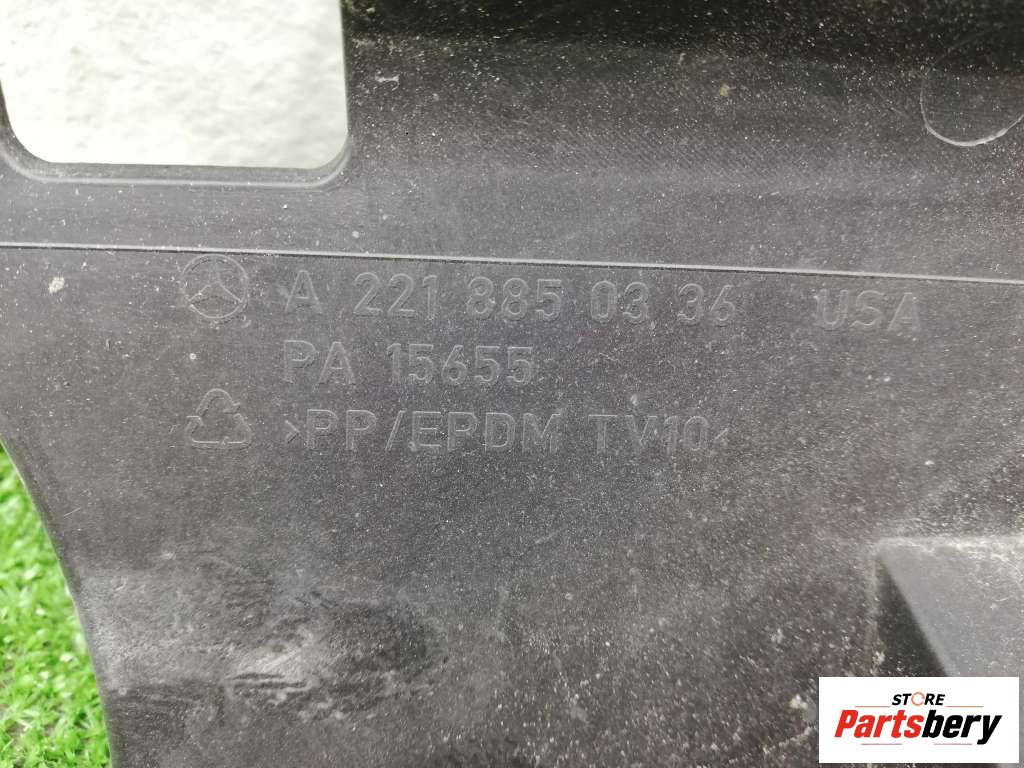 A 221 885 03 36 USA
PA 15655
>PP/EPDM TV10<
STORE
Partsbery